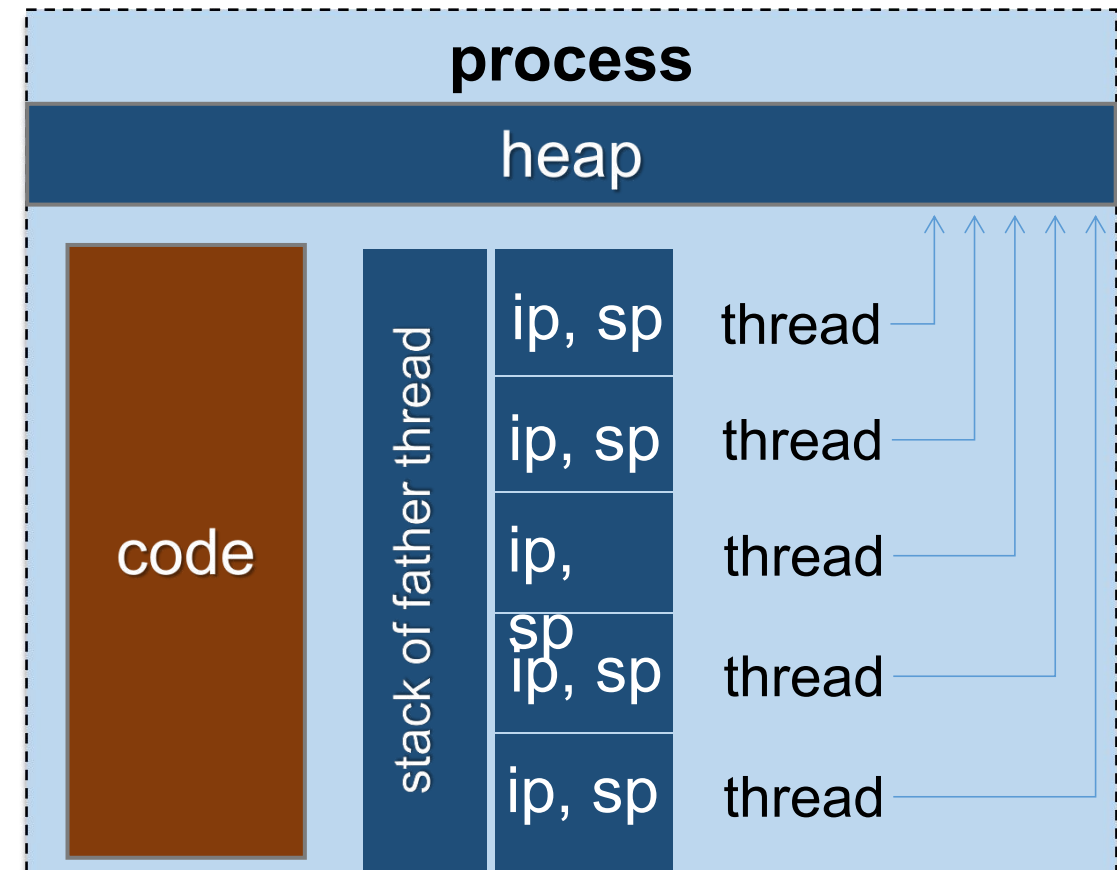 process
heap
code
stack of father thread
ip, sp
thread
ip, sp
thread
ip,
sp
thread
ip, sp
thread
ip, sp
thread